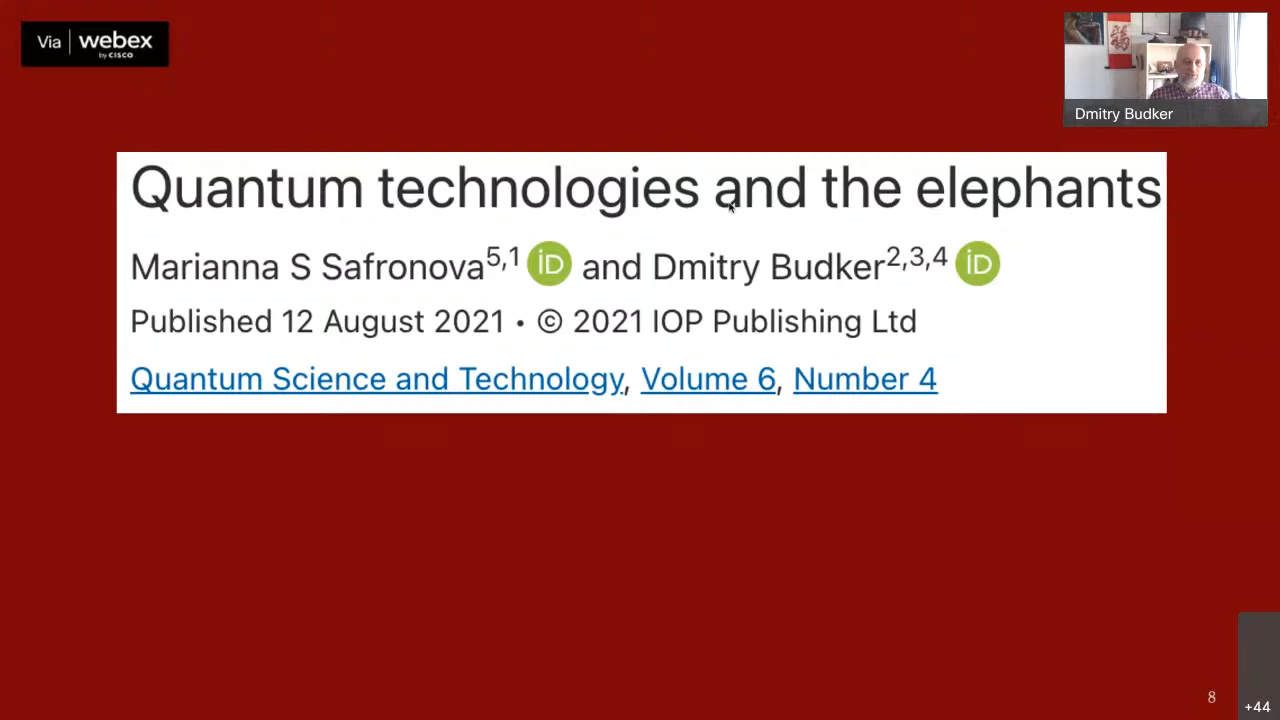 Via | webex
by CISCO
Dmitry Budker
Quantum technologies and the elephants
Marianna S Safronova5,1 iD and Dmitry Budker2,3,4 iD
Published 12 August 2021 • © 2021 IOP Publishing Ltd
Quantum Science and Technology, Volume 6, Number 4
8
+44